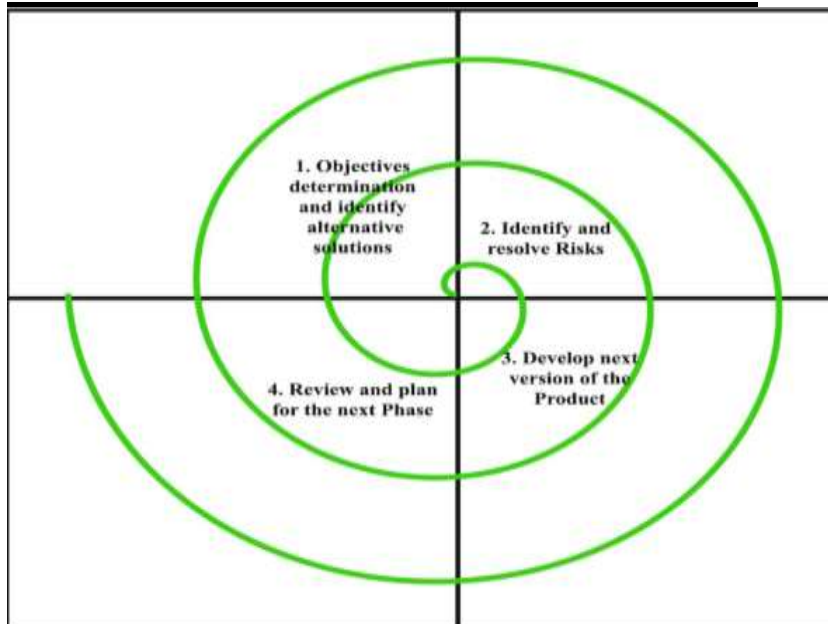 1. Objectives
determination
and identify
alternative
solutions
2. Identify and
resolve Risks
3. Develop next
version of the
Product
4. Review and plan
for the next Phase